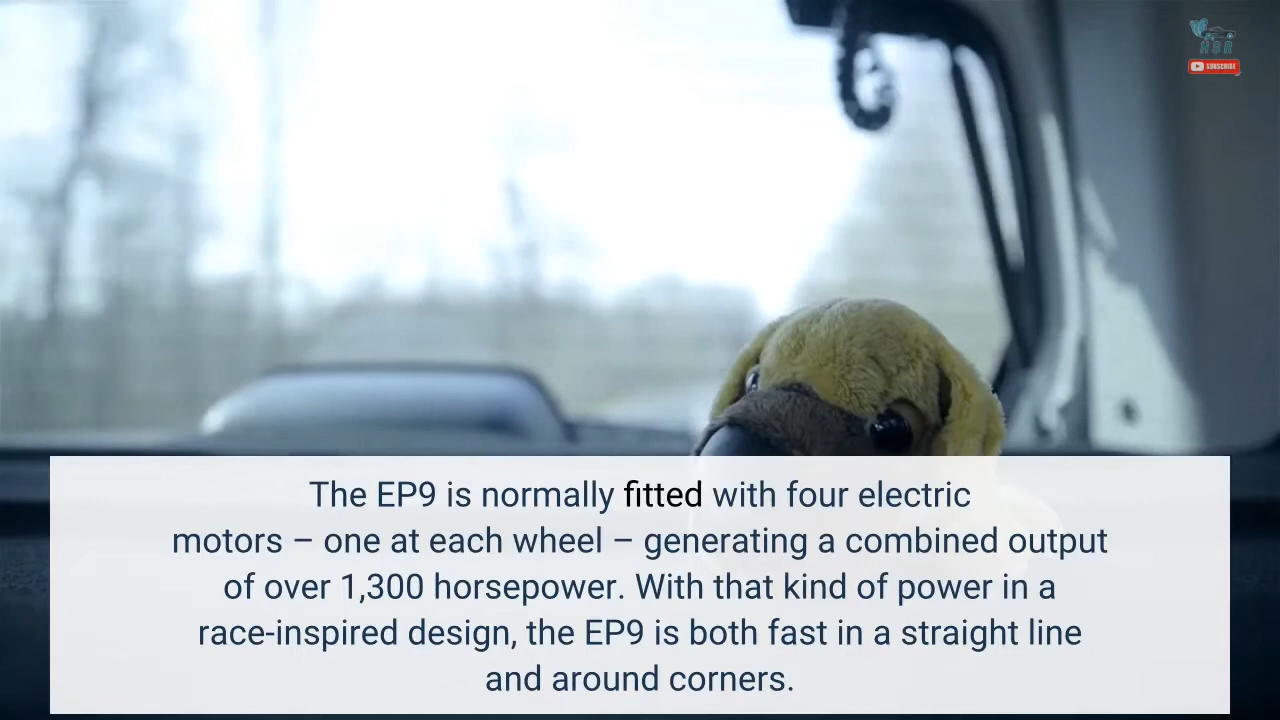 HBR
SUBSCRIBE
The EP9 is normally fitted with four electric
motors – one at each wheel – generating a combined output
of over 1,300 horsepower. With that kind of power in a
race-inspired design, the EP9 is both fast in a straight line
and around corners.